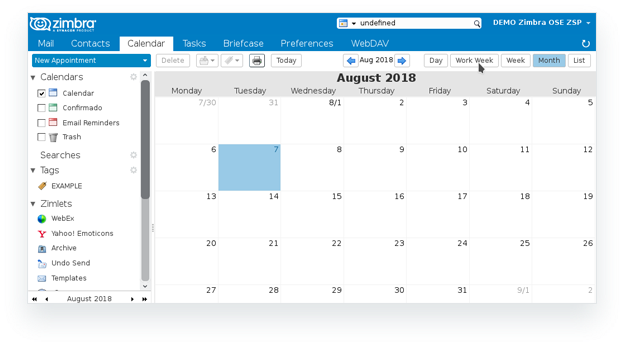 zimbra
A SYNACOR PRODUCT
undefined
DEMO Zimbra OSE ZSP
Mail Contacts Calendar Tasks Briefcase Preferences WebDAV
New Appointment Delete Today Aug 2018 Day Work Week Week Month List
Calendars
Calendar
Confirmado
Email Reminders
Trash
Searches
Tags
EXAMPLE
Zimlets
WebEx
Yahoo! Emoticons
Archive
Undo Send
Templates
August 2018
August 2018
Monday Tuesday Wednesday Thursday Friday Saturday Sunday
7/30 31 8/1 2 3 4 5
6 7 8 9 10 11 12
13 14 15 16 17 18 19
20 21 22 23 24 25 26
27 28 29 30 31 9/1 2